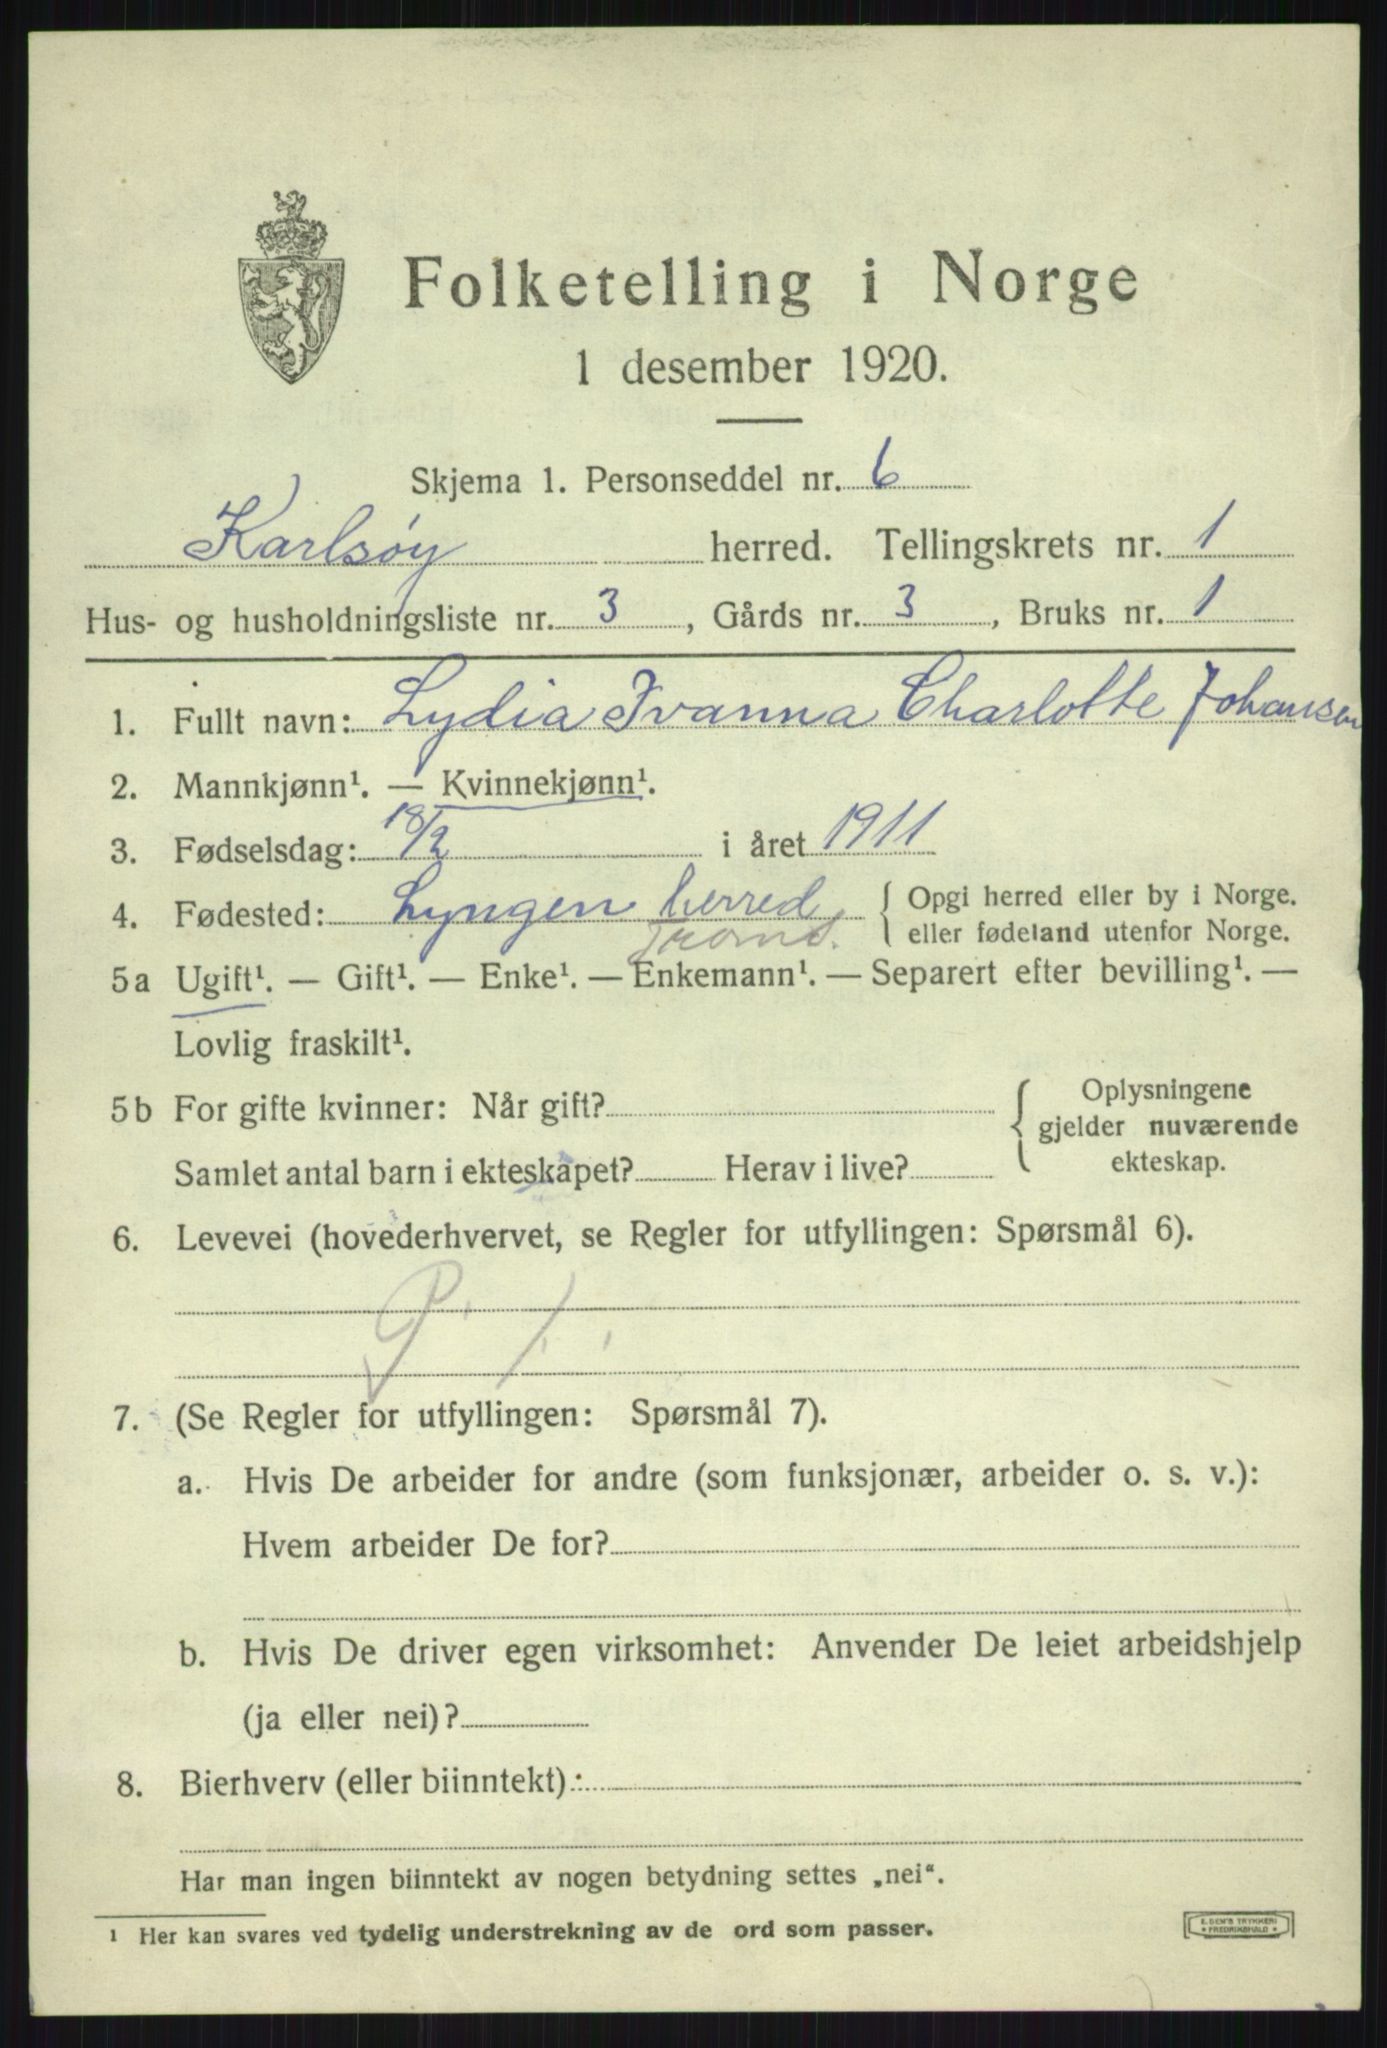 Folketelling i Norge
1 desember 1920.
Skjema 1. Personseddel nr. 6
Karlsøy herred. Tellingskrets nr. 1
Hus- og husholdningsliste nr. 3, Gårds nr. 3, Bruks nr. 1
1. Fullt navn: Lydia Ivanna Charlotte Johansen
2. Mannkjønn¹. — Kvinnekjønn¹.
3. Fødselsdag: 18/2 i året 1911
4. Fødested: Lyngen herred { Opgi herred eller by i Norge.
Troms. eller fødeland utenfor Norge.
5a Ugift¹. — Gift¹. — Enke¹. — Enkemann¹. — Separert efter bevilling¹. —
Lovlig fraskilt¹.
5b For gifte kvinner: Når gift? { Oplysningene
gjelder nuværende
Samlet antal barn i ekteskapet? Herav i live? ekteskap.
6. Levevei (hovederhvervet, se Regler for utfyllingen: Spørsmål 6).
7. (Se Regler for utfyllingen: Spørsmål 7).
a. Hvis De arbeider for andre (som funksjonær, arbeider o. s. v.):
Hvem arbeider De for?
b. Hvis De driver egen virksomhet: Anvender De leiet arbeidshjelp
(ja eller nei)?
8. Bierhverv (eller biinntekt):
Har man ingen biinntekt av nogen betydning settes „nei“.
¹ Her kan svares ved tydelig understrekning av de ord som passer.
E. SEM'S TRYKKERI
* FREDRIKSHALD *